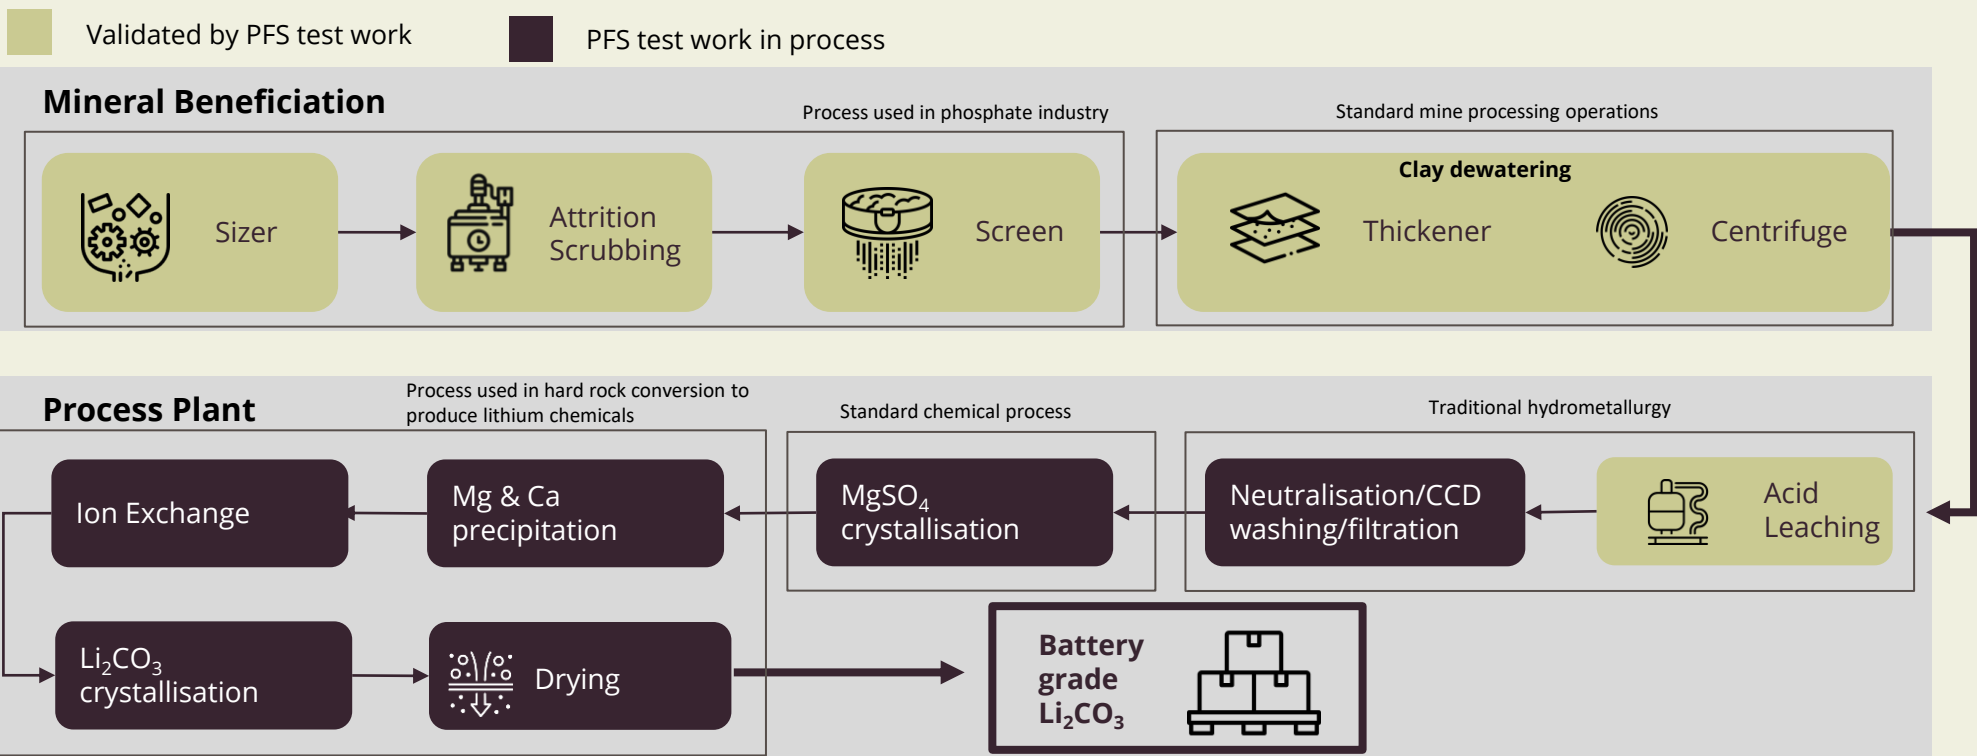 Validated by PFS test work
PFS test work in process
Mineral Beneficiation
Process used in phosphate industry
Standard mine processing operations
Sizer
Attrition
Scrubbing
Screen
Clay dewatering
Thickener
Centrifuge
Process Plant
Process used in hard rock conversion to
produce lithium chemicals
Standard chemical process
Traditional hydrometallurgy
Ion Exchange
Mg & Ca
precipitation
MgSO₄
crystallisation
Neutralisation/CCD
washing/filtration
Acid
Leaching
Li₂CO₃
crystallisation
Drying
Battery
grade
Li₂CO₃